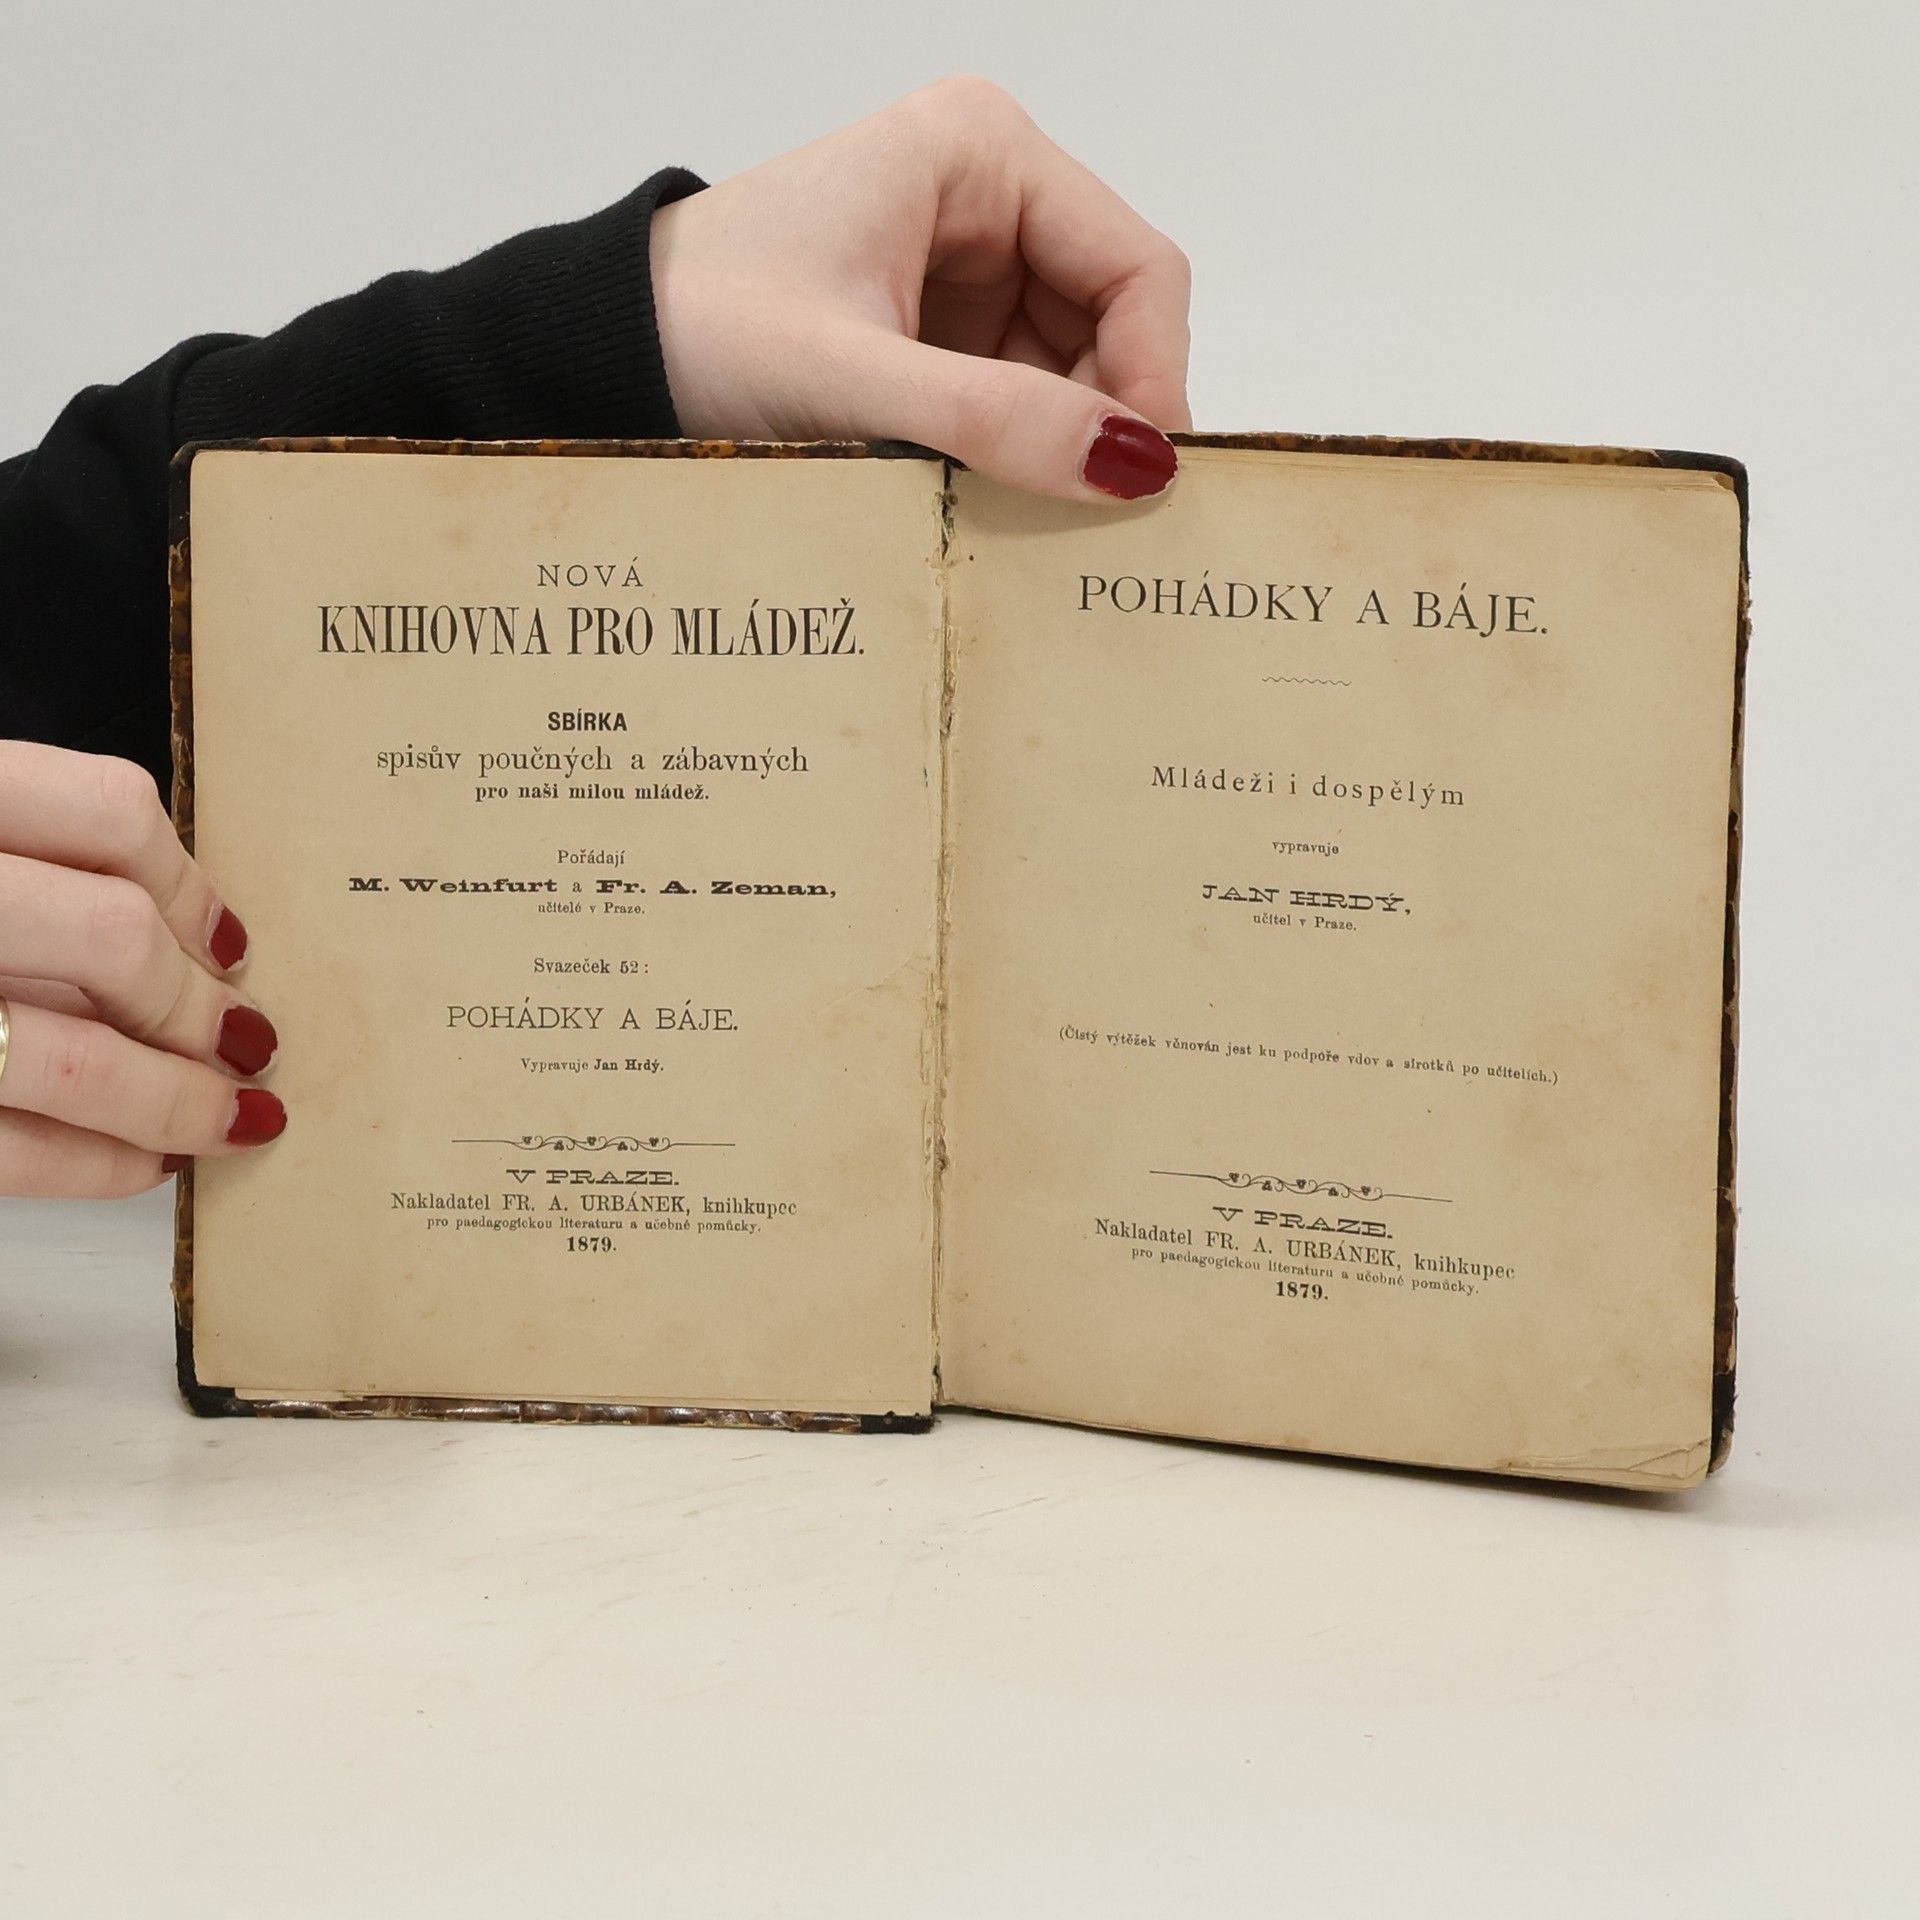 NOVÁ
KNIHOVNA PRO MLÁDEŽ.
SBÍRKA
spisův poučných a zábavných
pro naši milou mládež.
Pořádají
M. Weinfurt a Fr. A. Zeman,
učitelé v Praze.
Svazeček 52:
POHÁDKY A BÁJE.
Vypravuje Jan Hrdý.
V PRAZE.
Nakladatel FR. A. URBÁNEK, knihkupec
pro paedagogickou literaturu a učebné pomůcky.
1879.
POHÁDKY A BÁJE.
Mládeži i dospělým
vypravuje
JAN HRDÝ,
učitel v Praze.
(Čistý výtěžek věnován jest ku podpoře vdov a sirotků po učitelích.)
V PRAZE.
Nakladatel FR. A. URBÁNEK, knihkupec
pro paedagogickou literaturu a učebné pomůcky.
1879.